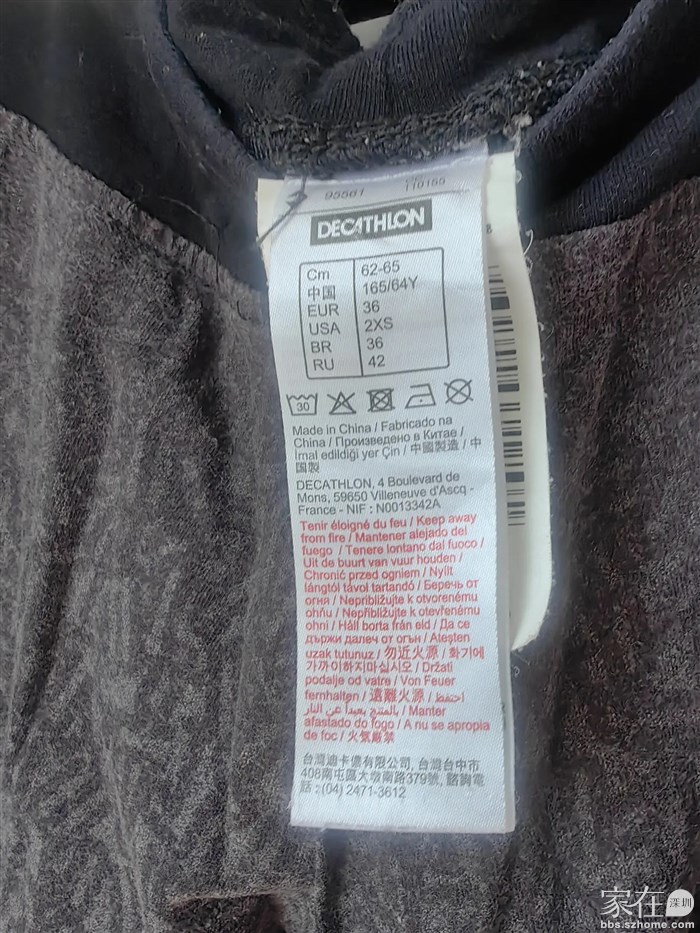 95561 110155
DECATHLON
Cm 62-65
中国 165/64Y
EUR 36
USA 2XS
BR 36
RU 42
30
Made in China / Fabricado na
China / Произведено в Китае /
İmal edildiği yer Çin / 中國製造 / 中
国製
DECATHLON, 4 Boulevard de
Mons, 59650 Villeneuve d'Ascq -
France - NIF : N0013342A
Tenir éloigné du feu / Keep away
from fire / Mantener alejado del
fuego / Tenere lontano dal fuoco /
Uit de buurt van vuur houden /
Chronić przed ogniem / Nyílt
lángtól távol tartandó / Беречь от
огня / Nepribližujte k otvorenému
ohňu / Nepřibližujte k otevřenému
ohni / Håll borta från eld / Да се
държи далеч от огън / Ateşten
uzak tutunuz / 勿近火源 / 화기에
가까이하지마십시오 / Držati
podalje od vatre / Von Feuer
fernhalten / 遠離火源 / احتفظ
بالمنتج بعيداً عن النار / Manter
afastado do fogo / A nu se apropia
de foc / 火気厳禁
台灣迪卡儂有限公司, 台灣台中市
408南屯區大墩南路379號, 諮詢電
話 : (04) 2471-3612
家在深圳
bbs.szhome.com